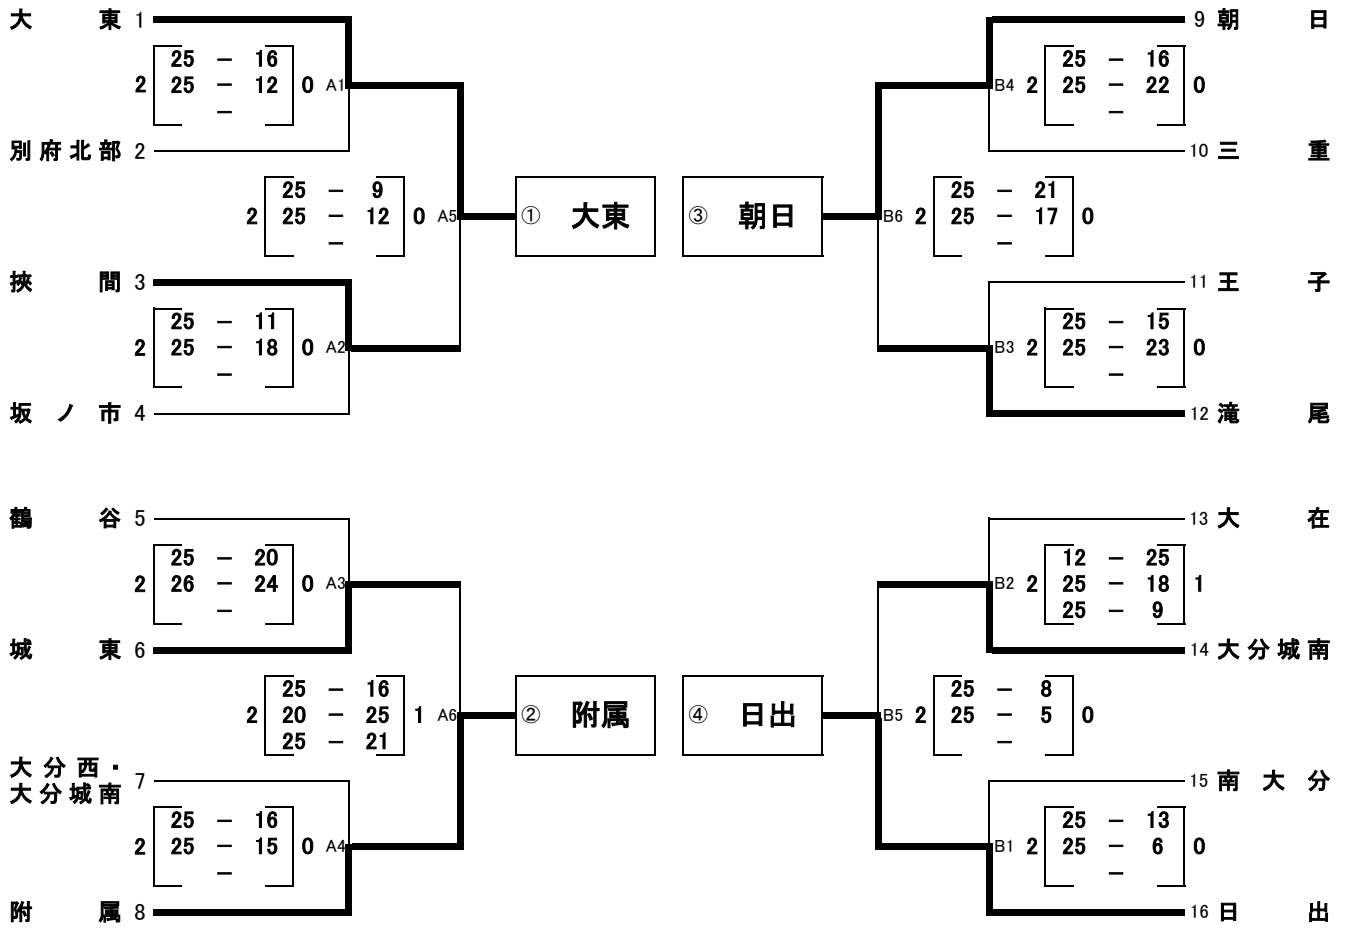 大東 1
25 - 16
2 25 - 12 0 A1
-
別府北部 2
25 - 9
2 25 - 12 0 A5
-
① 大東
挾間 3
25 - 11
2 25 - 18 0 A2
-
坂ノ市 4
鶴谷 5
25 - 20
2 26 - 24 0 A3
-
城東 6
25 - 16
2 20 - 25 1 A6
25 - 21
② 附属
大分西・
大分城南 7
25 - 16
2 25 - 15 0 A4
-
附属 8
9 朝日
25 - 16
B4 2 25 - 22 0
-
10 三重
③ 朝日
25 - 21
B6 2 25 - 17 0
-
11 王子
25 - 15
B3 2 25 - 23 0
-
12 滝尾
13 大在
12 - 25
B2 2 25 - 18 1
25 - 9
14 大分城南
④ 日出
25 - 8
B5 2 25 - 5 0
-
15 南大分
25 - 13
B1 2 25 - 6 0
-
16 日出